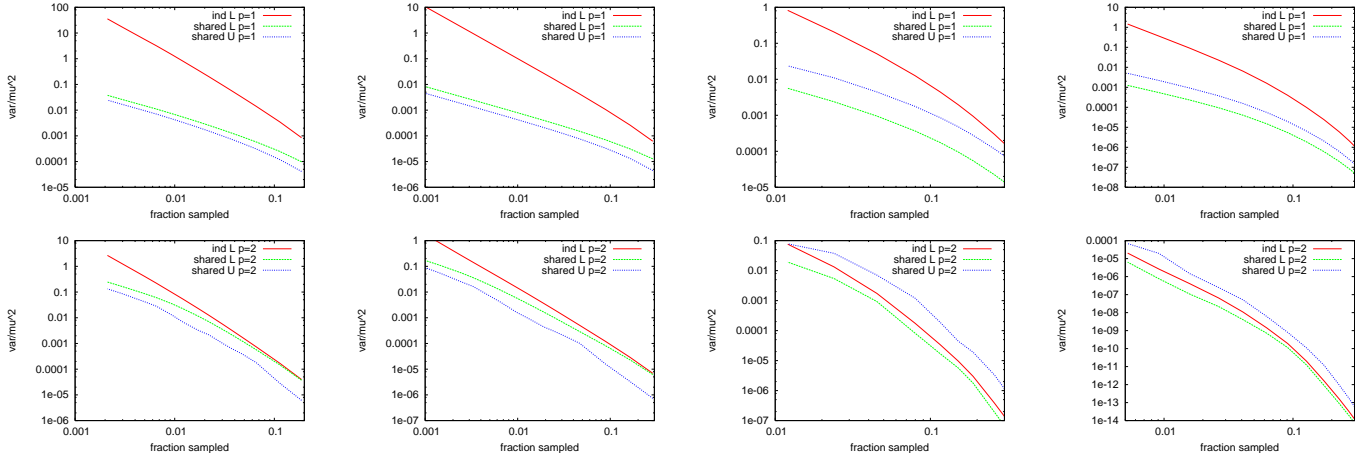 100
10
1
0.1
0.01
0.001
0.0001
1e-05
0.001
0.01
0.1
var/mu^2
fraction sampled
ind L p=1
shared L p=1
shared U p=1
10
1
0.1
0.01
0.001
0.0001
1e-05
1e-06
0.001
0.01
0.1
var/mu^2
fraction sampled
ind L p=1
shared L p=1
shared U p=1
1
0.1
0.01
0.001
0.0001
1e-05
0.01
0.1
var/mu^2
fraction sampled
ind L p=1
shared L p=1
shared U p=1
10
1
0.1
0.01
0.001
0.0001
1e-05
1e-06
1e-07
1e-08
0.01
0.1
var/mu^2
fraction sampled
ind L p=1
shared L p=1
shared U p=1
10
1
0.1
0.01
0.001
0.0001
1e-05
1e-06
0.001
0.01
0.1
var/mu^2
fraction sampled
ind L p=2
shared L p=2
shared U p=2
1
0.1
0.01
0.001
0.0001
1e-05
1e-06
1e-07
0.001
0.01
0.1
var/mu^2
fraction sampled
ind L p=2
shared L p=2
shared U p=2
0.1
0.01
0.001
0.0001
1e-05
1e-06
1e-07
0.01
0.1
var/mu^2
fraction sampled
ind L p=2
shared L p=2
shared U p=2
0.0001
1e-05
1e-06
1e-07
1e-08
1e-09
1e-10
1e-11
1e-12
1e-13
1e-14
0.01
0.1
var/mu^2
fraction sampled
ind L p=2
shared L p=2
shared U p=2